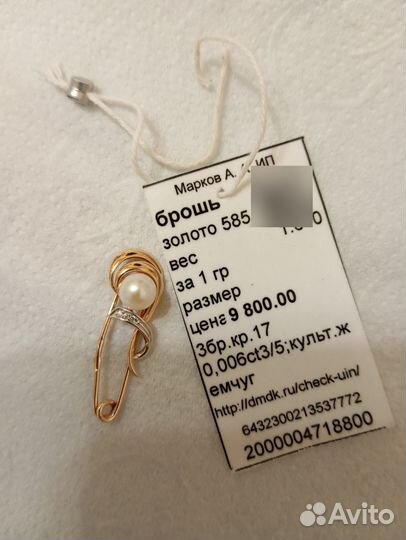 Марков А. ИП
брошь
золото 585
вес
за 1 гр
размер
цена 9 800.00
3бр.кр.17
0,006ct3/5;культ.ж
емчуг
http://dmdk.ru/check-uin/
6432300213537772
2000004718800
Avito